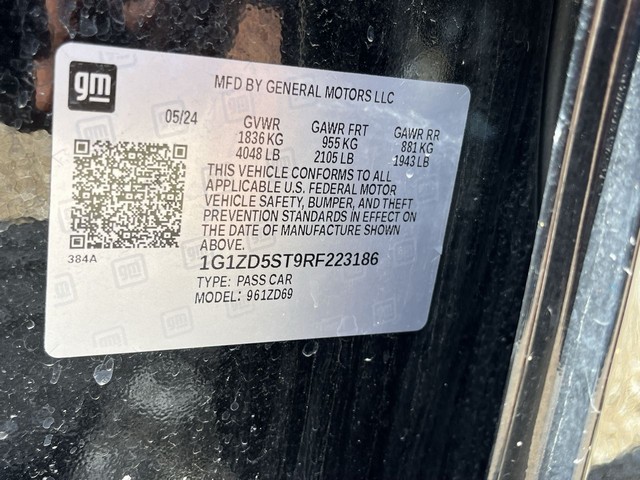 gm
MFD BY GENERAL MOTORS LLC
05/24
GVWR
1836 KG
4048 LB
GAWR FRT
955 KG
2105 LB
GAWR RR
881 KG
1943 LB
THIS VEHICLE CONFORMS TO ALL
APPLICABLE U.S. FEDERAL MOTOR
VEHICLE SAFETY, BUMPER, AND THEFT
PREVENTION STANDARDS IN EFFECT ON
THE DATE OF MANUFACTURE SHOWN
ABOVE.
384A
1G1ZD5ST9RF223186
TYPE: PASS CAR
MODEL: 961ZD69